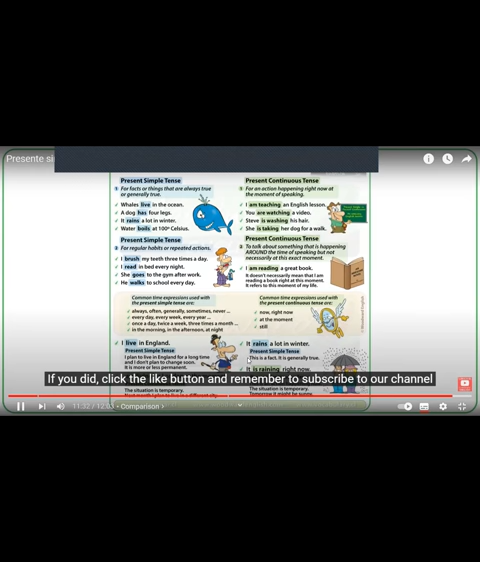 Presente si
Present Simple Tense
1 For facts or things that are always true
or generally true.
✓ Whales live in the ocean.
✓ A dog has four legs.
✓ It rains a lot in winter.
✓ Water boils at 100º Celsius.
Present Simple Tense
2 For regular habits or repeated actions.
✓ I brush my teeth three times a day.
✓ I read in bed every night.
✓ She goes to the gym after work.
✓ He walks to school every day.
Common time expressions used with
the present simple tense are:
✓ always, often, generally, sometimes, never ...
✓ every day, every week, every year ...
✓ once a day, twice a week, three times a month ...
✓ in the morning, in the afternoon, at night
✓ I live in England.
Present Simple Tense
I plan to live in England for a long time
and I don't plan to change soon.
It is more or less permanent.
The situation is temporary.
Present Continuous Tense
1 For an action happening right now at
the moment of speaking.
✓ I am teaching an English lesson.
✓ You are watching a video.
✓ Steve is washing his hair.
✓ She is taking her dog for a walk.
Present Continuous Tense
2 To talk about something that is happening
AROUND the time of speaking but not
necessarily at this exact moment.
✓ I am reading a great book.
It doesn't necessarily mean that I am
reading a book right at this moment.
It refers to this moment of my life.
Common time expressions used with
the present continuous tense are:
✓ now, right now
✓ at the moment
✓ still
✓ It rains a lot in winter.
Present Simple Tense
This is a fact. It is generally true.
✓ It is raining right now.
The situation is temporary.
Tomorrow it might be sunny.
© Woodward English
If you did, click the like button and remember to subscribe to our channel
11:32 / 12:03 • Comparison >